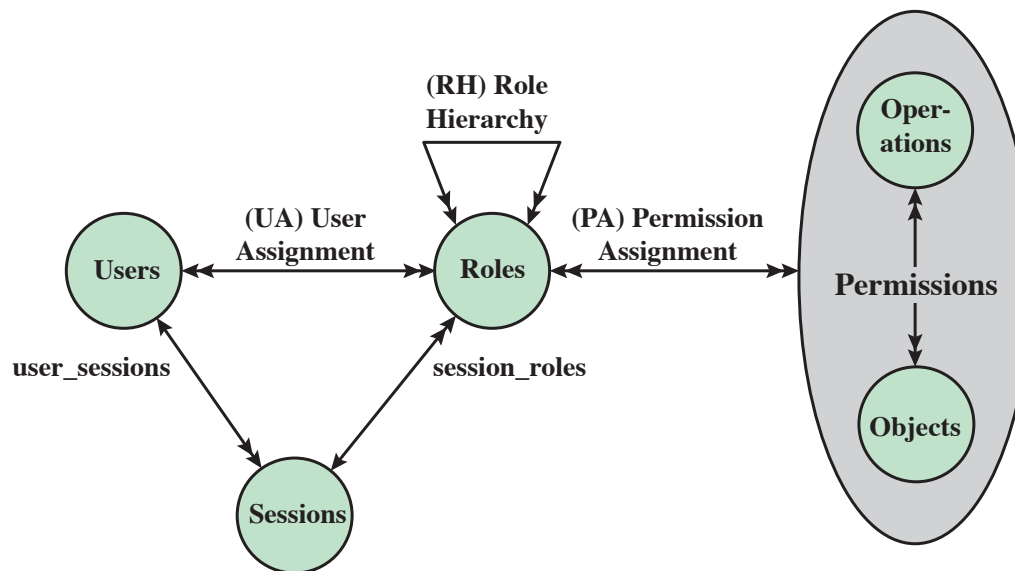 (RH) Role
Hierarchy
Oper-
ations
(UA) User
Assignment
(PA) Permission
Assignment
Users
Roles
Permissions
user_sessions
session_roles
Objects
Sessions